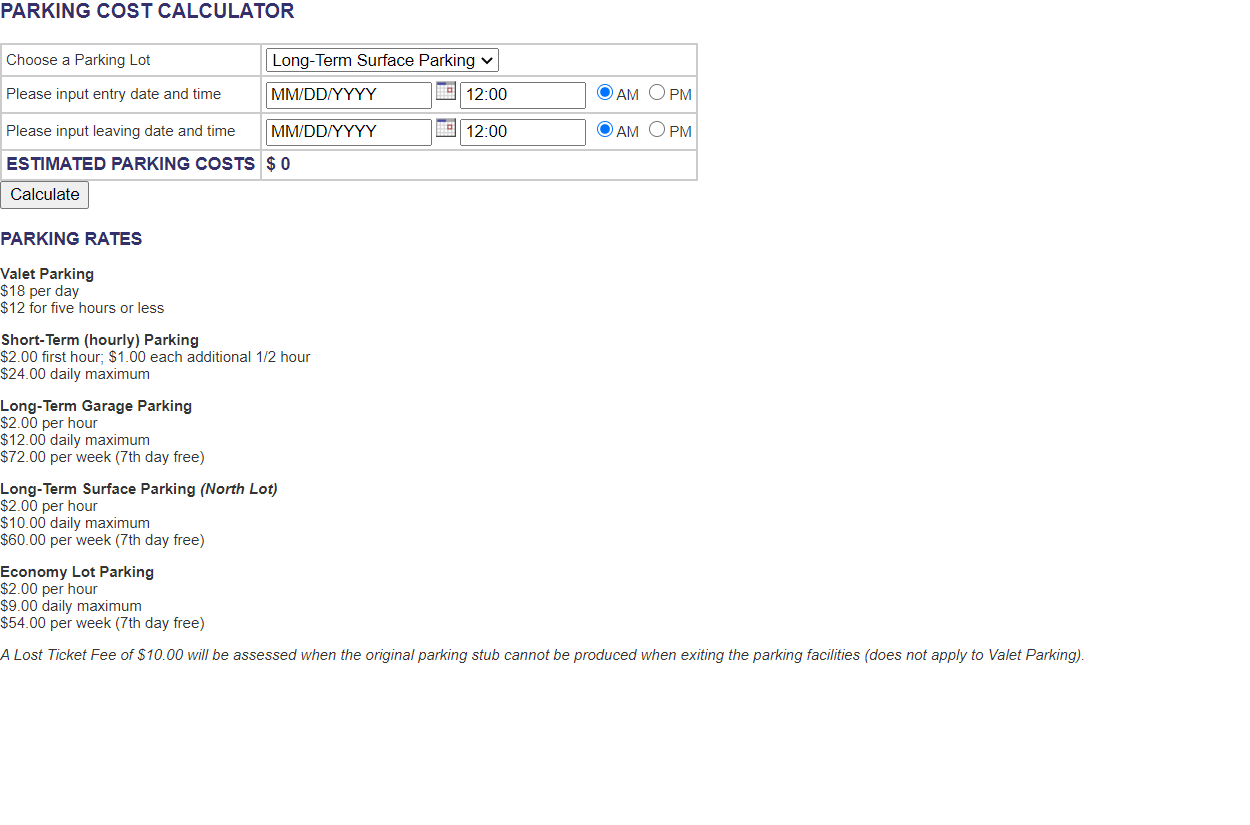 PARKING COST CALCULATOR
Choose a Parking Lot Long-Term Surface Parking
Please input entry date and time MM/DD/YYYY 12:00 AM PM
Please input leaving date and time MM/DD/YYYY 12:00 AM PM
ESTIMATED PARKING COSTS $ 0
Calculate
PARKING RATES
Valet Parking
$18 per day
$12 for five hours or less
Short-Term (hourly) Parking
$2.00 first hour; $1.00 each additional 1/2 hour
$24.00 daily maximum
Long-Term Garage Parking
$2.00 per hour
$12.00 daily maximum
$72.00 per week (7th day free)
Long-Term Surface Parking (North Lot)
$2.00 per hour
$10.00 daily maximum
$60.00 per week (7th day free)
Economy Lot Parking
$2.00 per hour
$9.00 daily maximum
$54.00 per week (7th day free)
A Lost Ticket Fee of $10.00 will be assessed when the original parking stub cannot be produced when exiting the parking facilities (does not apply to Valet Parking).